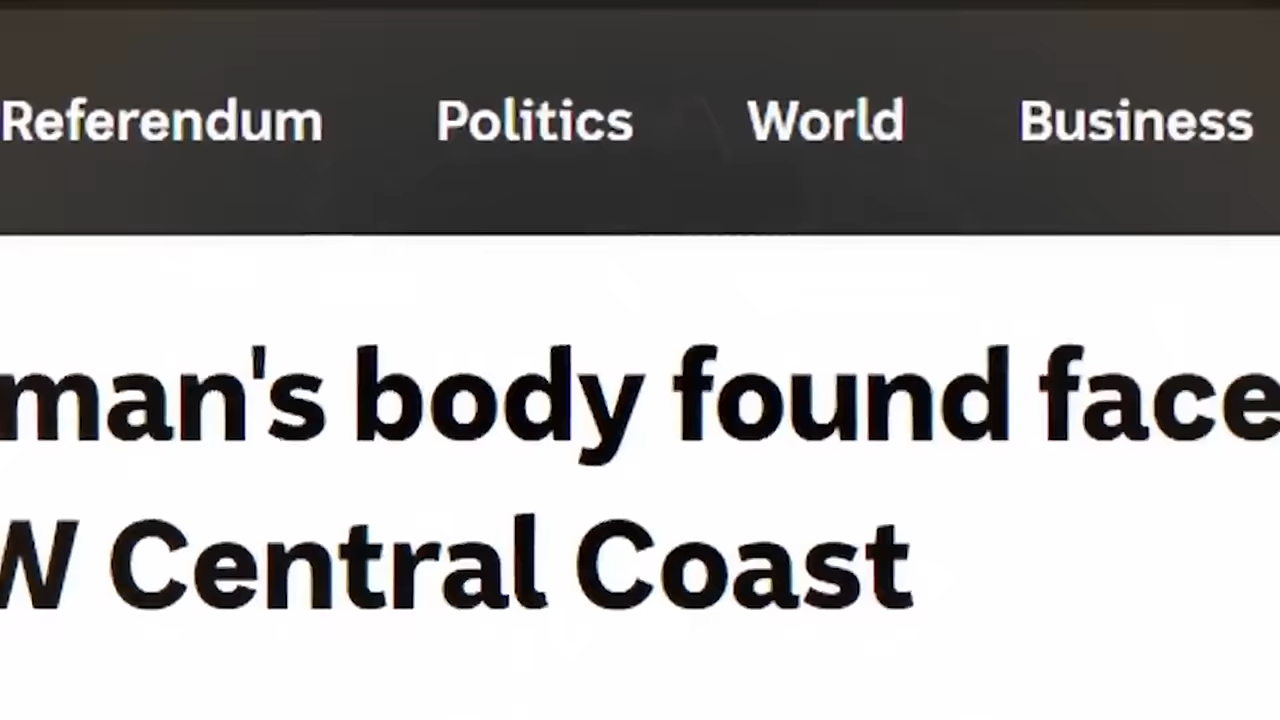 Referendum Politics World Business
man's body found face
W Central Coast